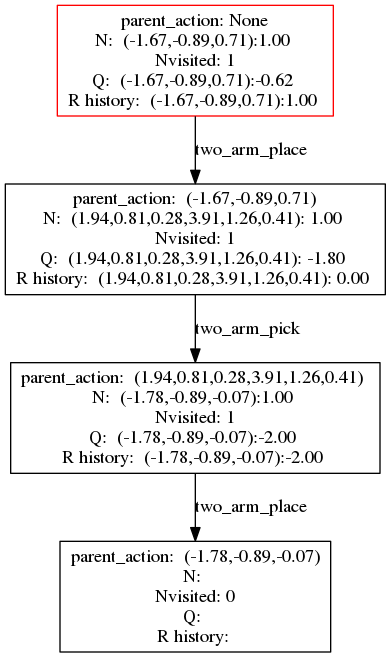 parent_action: None
N: (-1.67,-0.89,0.71):1.00
Nvisited: 1
Q: (-1.67,-0.89,0.71):-0.62
R history: (-1.67,-0.89,0.71):1.00
two_arm_place
parent_action: (-1.67,-0.89,0.71)
N: (1.94,0.81,0.28,3.91,1.26,0.41): 1.00
Nvisited: 1
Q: (1.94,0.81,0.28,3.91,1.26,0.41): -1.80
R history: (1.94,0.81,0.28,3.91,1.26,0.41): 0.00
two_arm_pick
parent_action: (1.94,0.81,0.28,3.91,1.26,0.41)
N: (-1.78,-0.89,-0.07):1.00
Nvisited: 1
Q: (-1.78,-0.89,-0.07):-2.00
R history: (-1.78,-0.89,-0.07):-2.00
two_arm_place
parent_action: (-1.78,-0.89,-0.07)
N:
Nvisited: 0
Q:
R history: